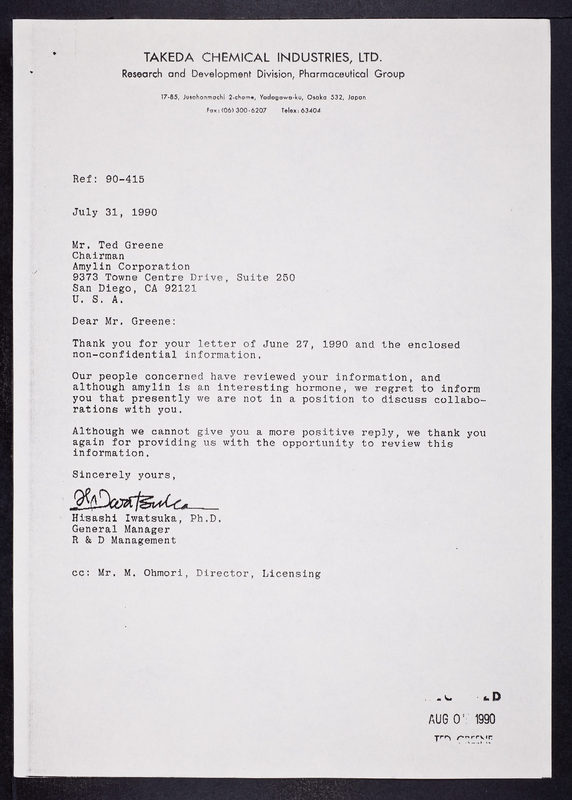 TAKEDA CHEMICAL INDUSTRIES, LTD.
Research and Development Division, Pharmaceutical Group
17-85, Jusohonmachi 2-chome, Yodogawa-ku, Osaka 532, Japan
Fax: (06) 300-6207 Telex: 63404
Ref: 90-415
July 31, 1990
Mr. Ted Greene
Chairman
Amylin Corporation
9373 Towne Centre Drive, Suite 250
San Diego, CA 92121
U. S. A.
Dear Mr. Greene:
Thank you for your letter of June 27, 1990 and the enclosed
non-confidential information.
Our people concerned have reviewed your information, and
although amylin is an interesting hormone, we regret to inform
you that presently we are not in a position to discuss collabo-
rations with you.
Although we cannot give you a more positive reply, we thank you
again for providing us with the opportunity to review this
information.
Sincerely yours,
H. Iwatsuka
Hisashi Iwatsuka, Ph.D.
General Manager
R & D Management
cc: Mr. M. Ohmori, Director, Licensing
AUG 1990
TED GREENE